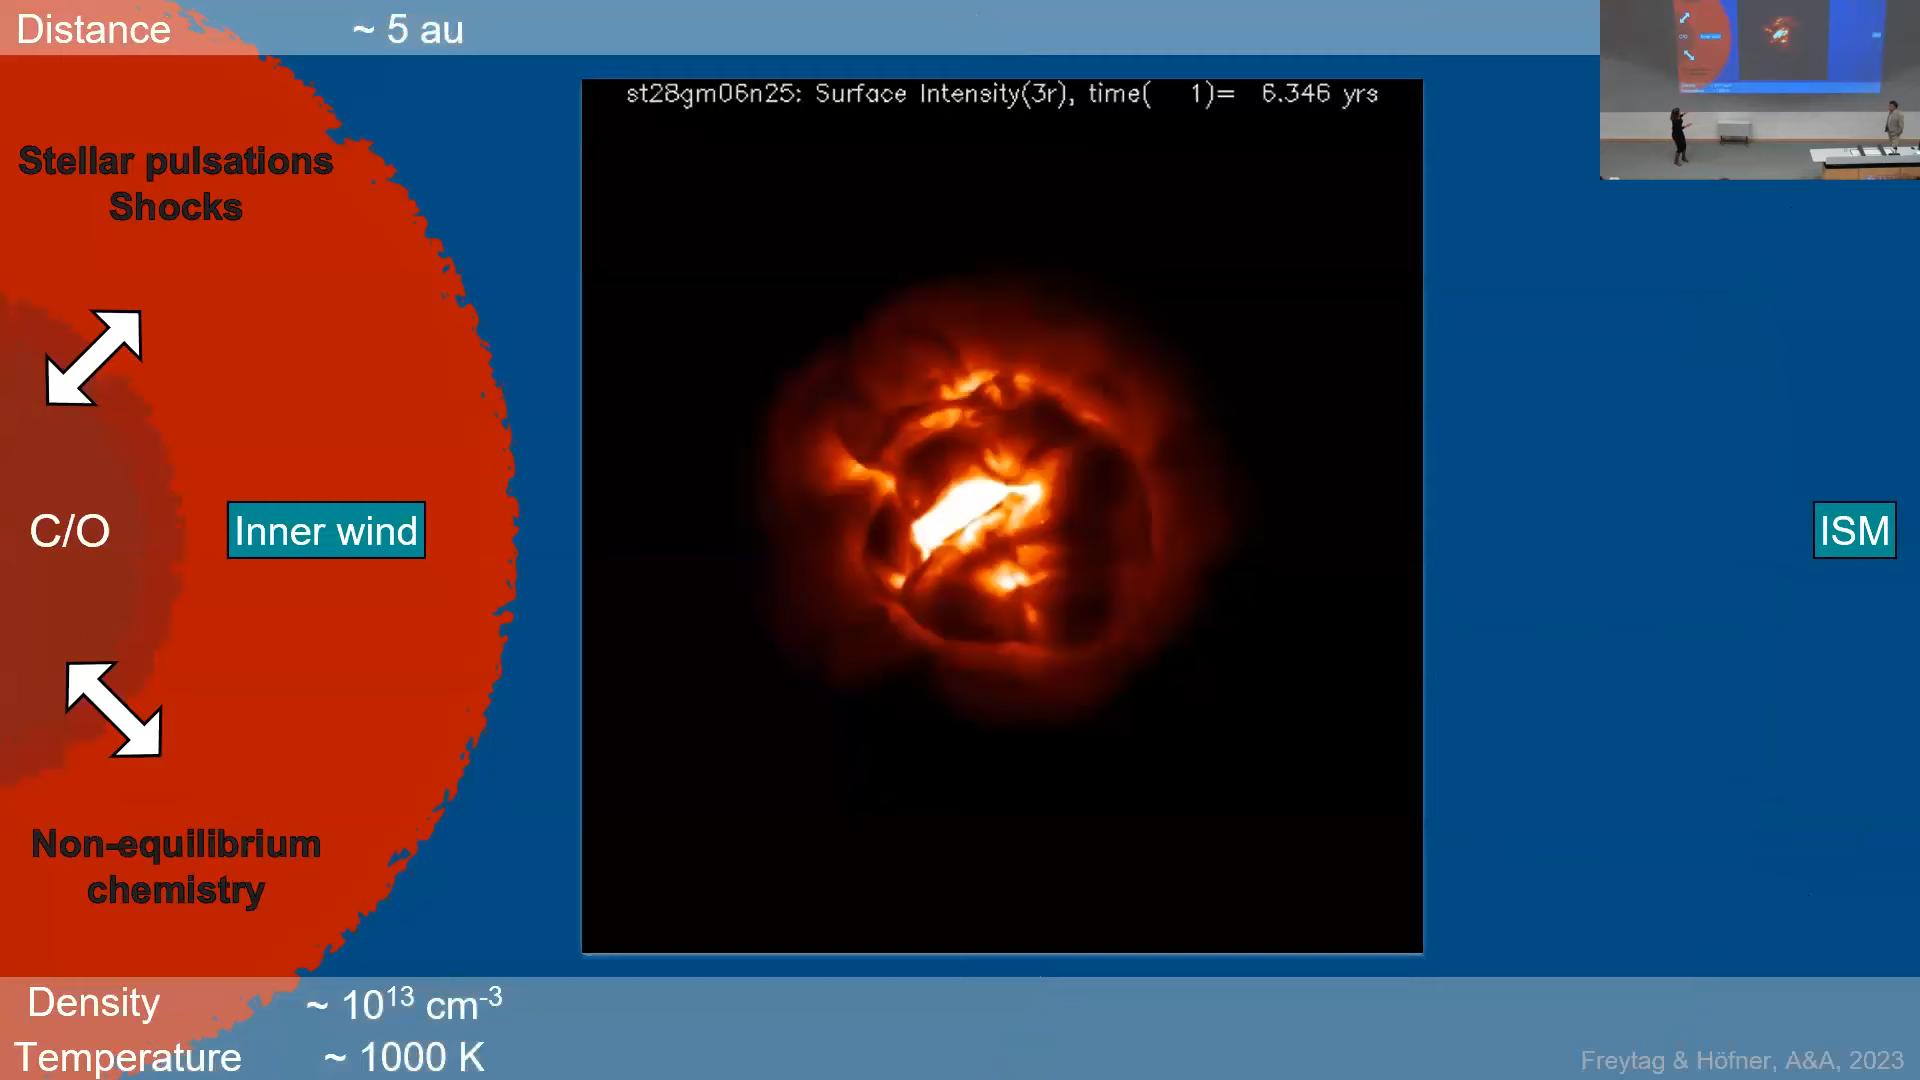 Distance ~ 5 au
st28gm06n25: Surface Intensity(3r), time( 1)= 6.346 yrs
Stellar pulsations
Shocks
C/O
Inner wind
ISM
Non-equilibrium
chemistry
Density ~ 10¹³ cm⁻³
Temperature ~ 1000 K
Freytag & Höfner, A&A, 2023